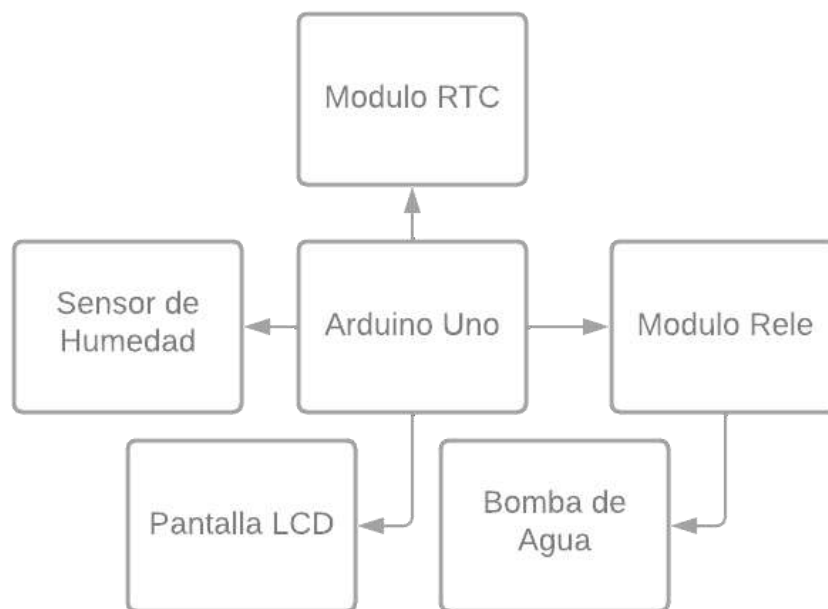 Modulo RTC
Sensor de
Humedad
Arduino Uno
Modulo Rele
Pantalla LCD
Bomba de
Agua